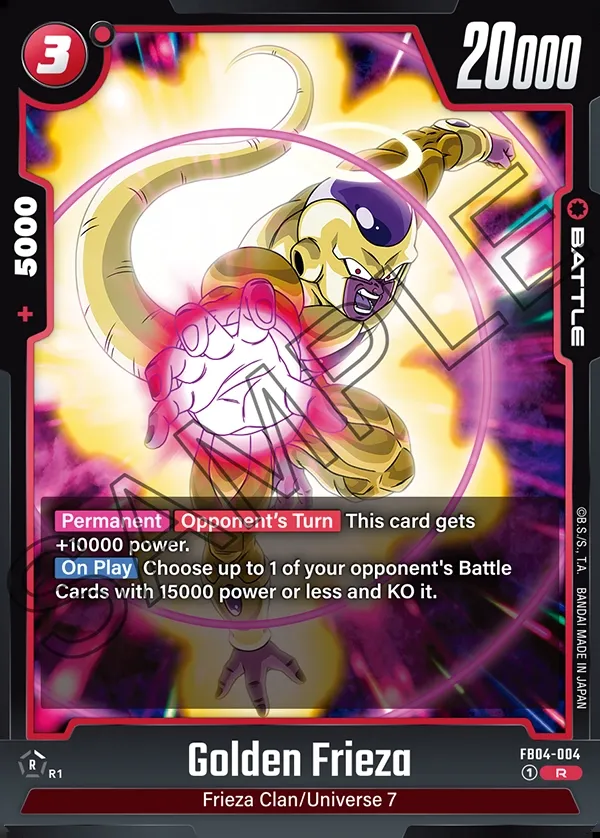 3
20000
+ 5000
BATTLE
SAMPLE
Permanent Opponent's Turn This card gets
+10000 power.
On Play Choose up to 1 of your opponent's Battle
Cards with 15000 power or less and KO it.
©B.S./S., T.A. BANDAI MADE IN JAPAN
Golden Frieza
FB04-004
R R1
1 R
Frieza Clan/Universe 7